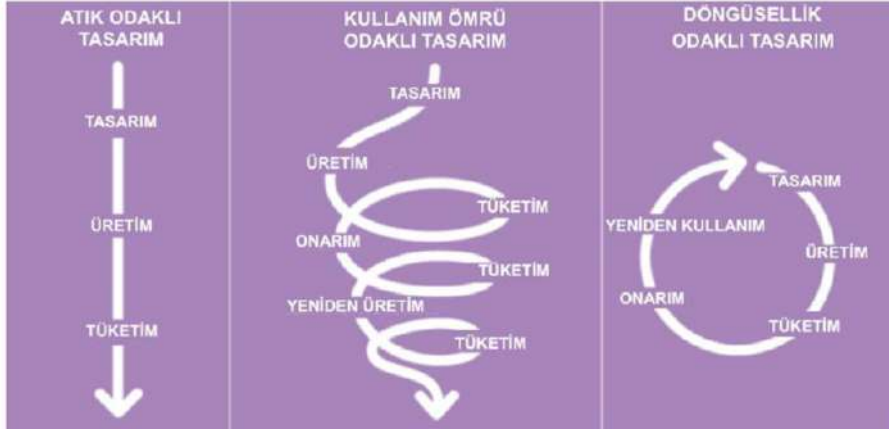 ATIK ODAKLI
TASARIM
TASARIM
ÜRETİM
TÜKETİM
KULLANIM ÖMRÜ
ODAKLI TASARIM
TASARIM
ÜRETİM
TÜKETİM
ONARIM
TÜKETİM
YENİDEN ÜRETİM
TÜKETİM
DÖNGÜSELLİK
ODAKLI TASARIM
TASARIM
YENİDEN KULLANIM
ÜRETİM
ONARIM
TÜKETİM